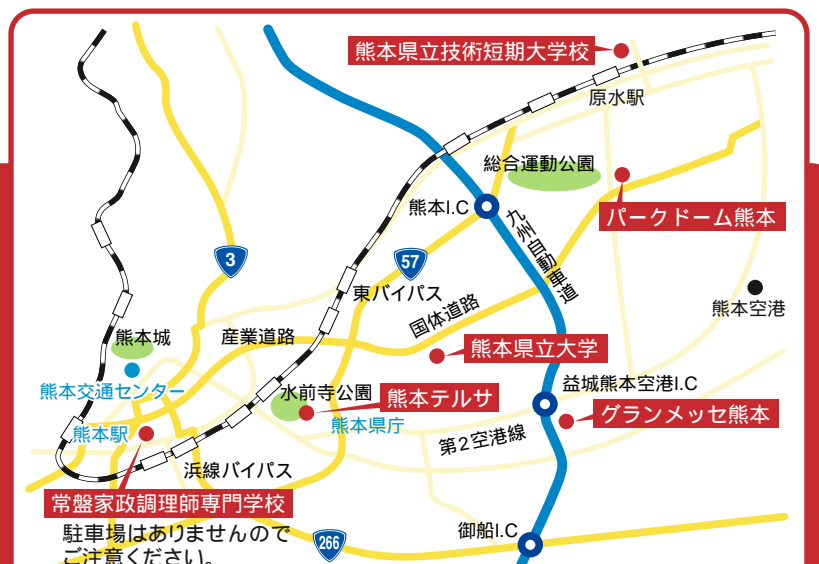 熊本県立技術短期大学校
原水駅
総合運動公園
熊本I.C
パークドーム熊本
九州自動車道
3
57
東バイパス
国体道路
熊本空港
熊本城
産業道路
熊本県立大学
熊本交通センター
水前寺公園
熊本テルサ
益城熊本空港I.C
グランメッセ熊本
熊本県庁
熊本駅
第2空港線
浜線バイパス
常盤家政調理師専門学校
駐車場はありませんので
ご注意ください。
266
御船I.C